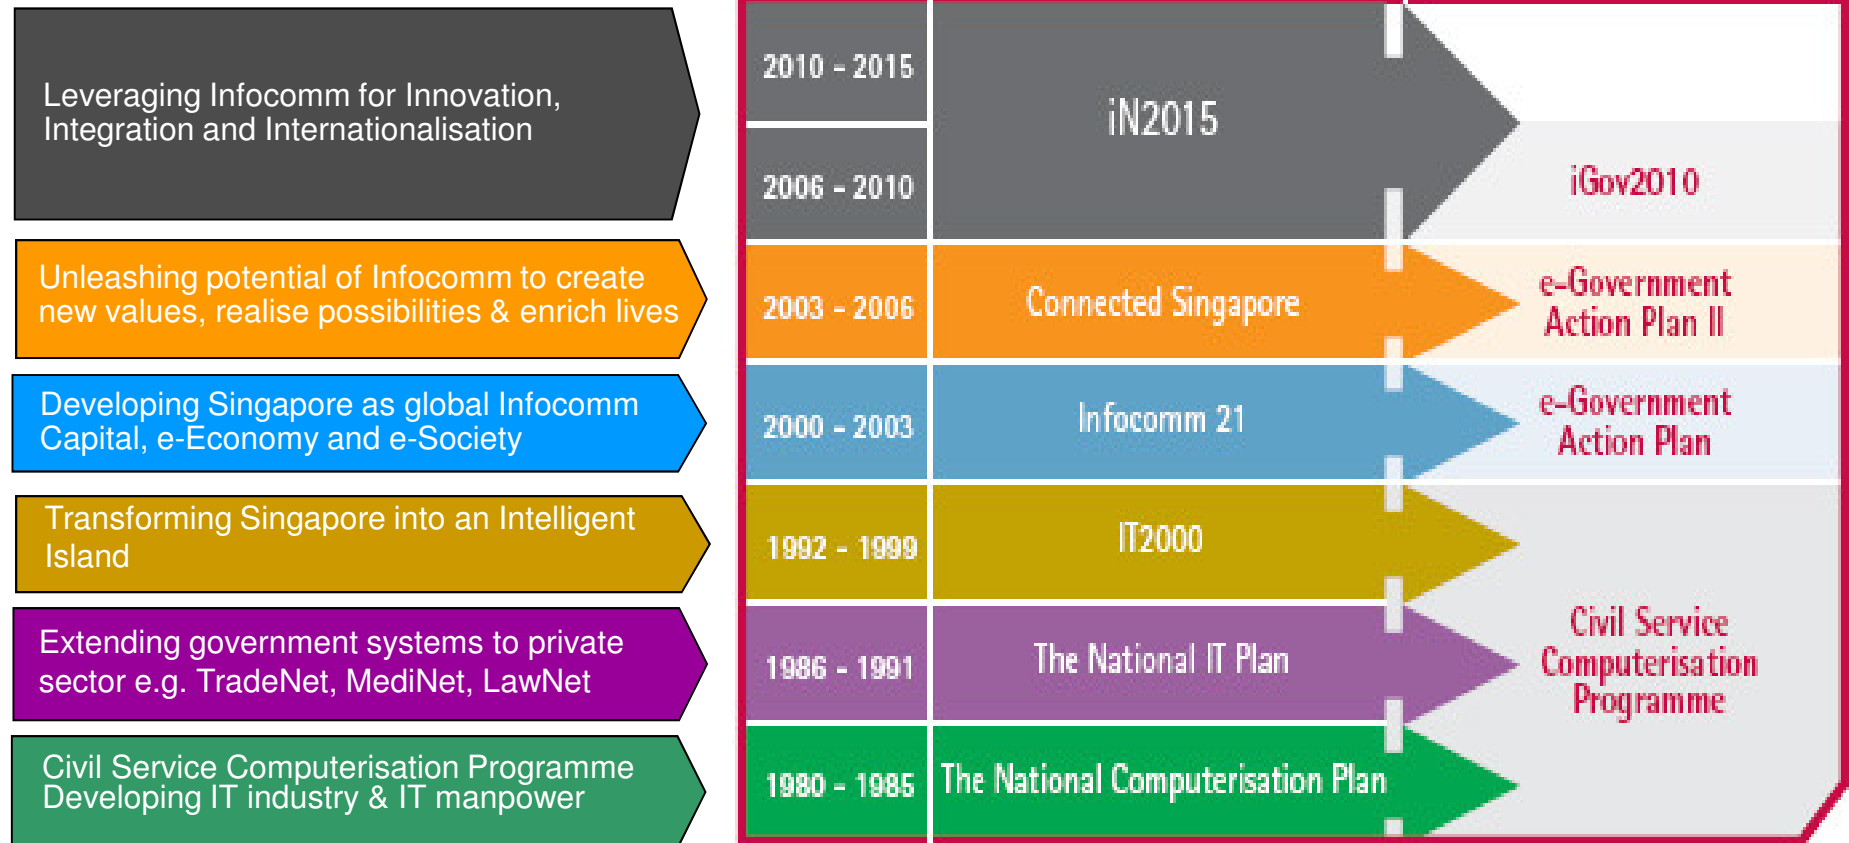 Leveraging Infocomm for Innovation,
Integration and Internationalisation
2010 - 2015
2006 - 2010
iN2015
iGov2010
Unleashing potential of Infocomm to create
new values, realise possibilities & enrich lives
2003 - 2006
Connected Singapore
e-Government
Action Plan II
Developing Singapore as global Infocomm
Capital, e-Economy and e-Society
2000 - 2003
Infocomm 21
e-Government
Action Plan
Transforming Singapore into an Intelligent
Island
1992 - 1999
IT2000
Extending government systems to private
sector e.g. TradeNet, MediNet, LawNet
1986 - 1991
The National IT Plan
Civil Service
Computerisation
Programme
Civil Service Computerisation Programme
Developing IT industry & IT manpower
1980 - 1985
The National Computerisation Plan